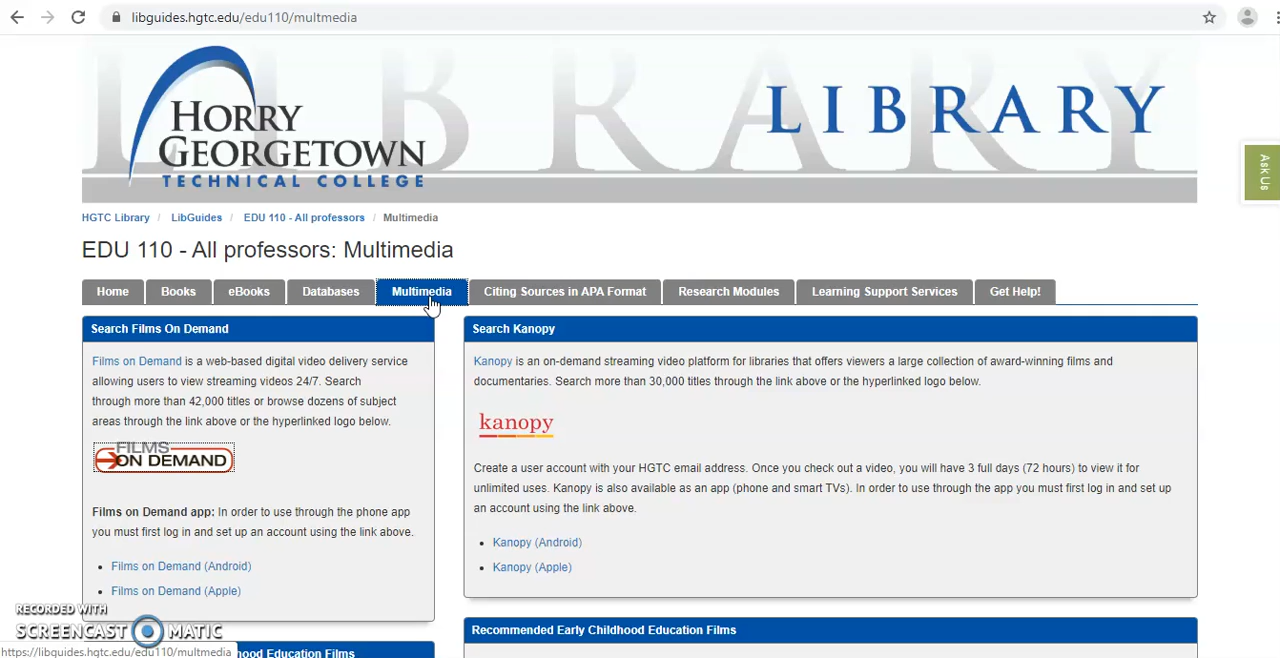 libguides.hgtc.edu/edu110/multmedia
LIBRARY
HORRY
GEORGETOWN
TECHNICAL COLLEGE
LIBRARY
Ask Us
HGTC Library / LibGuides / EDU 110 - All professors / Multimedia
EDU 110 - All professors: Multimedia
Home Books eBooks Databases Multimedia Citing Sources in APA Format Research Modules Learning Support Services Get Help!
Search Films On Demand
Films on Demand is a web-based digital video delivery service
allowing users to view streaming videos 24/7. Search
through more than 42,000 titles or browse dozens of subject
areas through the link above or the hyperlinked logo below.
FILMS
ON DEMAND
Films on Demand app: In order to use through the phone app
you must first log in and set up an account using the link above.
• Films on Demand (Android)
• Films on Demand (Apple)
Search Kanopy
Kanopy is an on-demand streaming video platform for libraries that offers viewers a large collection of award-winning films and
documentaries. Search more than 30,000 titles through the link above or the hyperlinked logo below.
kanopy
Create a user account with your HGTC email address. Once you check out a video, you will have 3 full days (72 hours) to view it for
unlimited uses. Kanopy is also available as an app (phone and smart TVs). In order to use through the app you must first log in and set up
an account using the link above.
• Kanopy (Android)
• Kanopy (Apple)
Recommended Early Childhood Education Films
RECORDED WITH
SCREENCAST MATIC
https://libguides.hgtc.edu/edu110/multmedia
hood Education Films